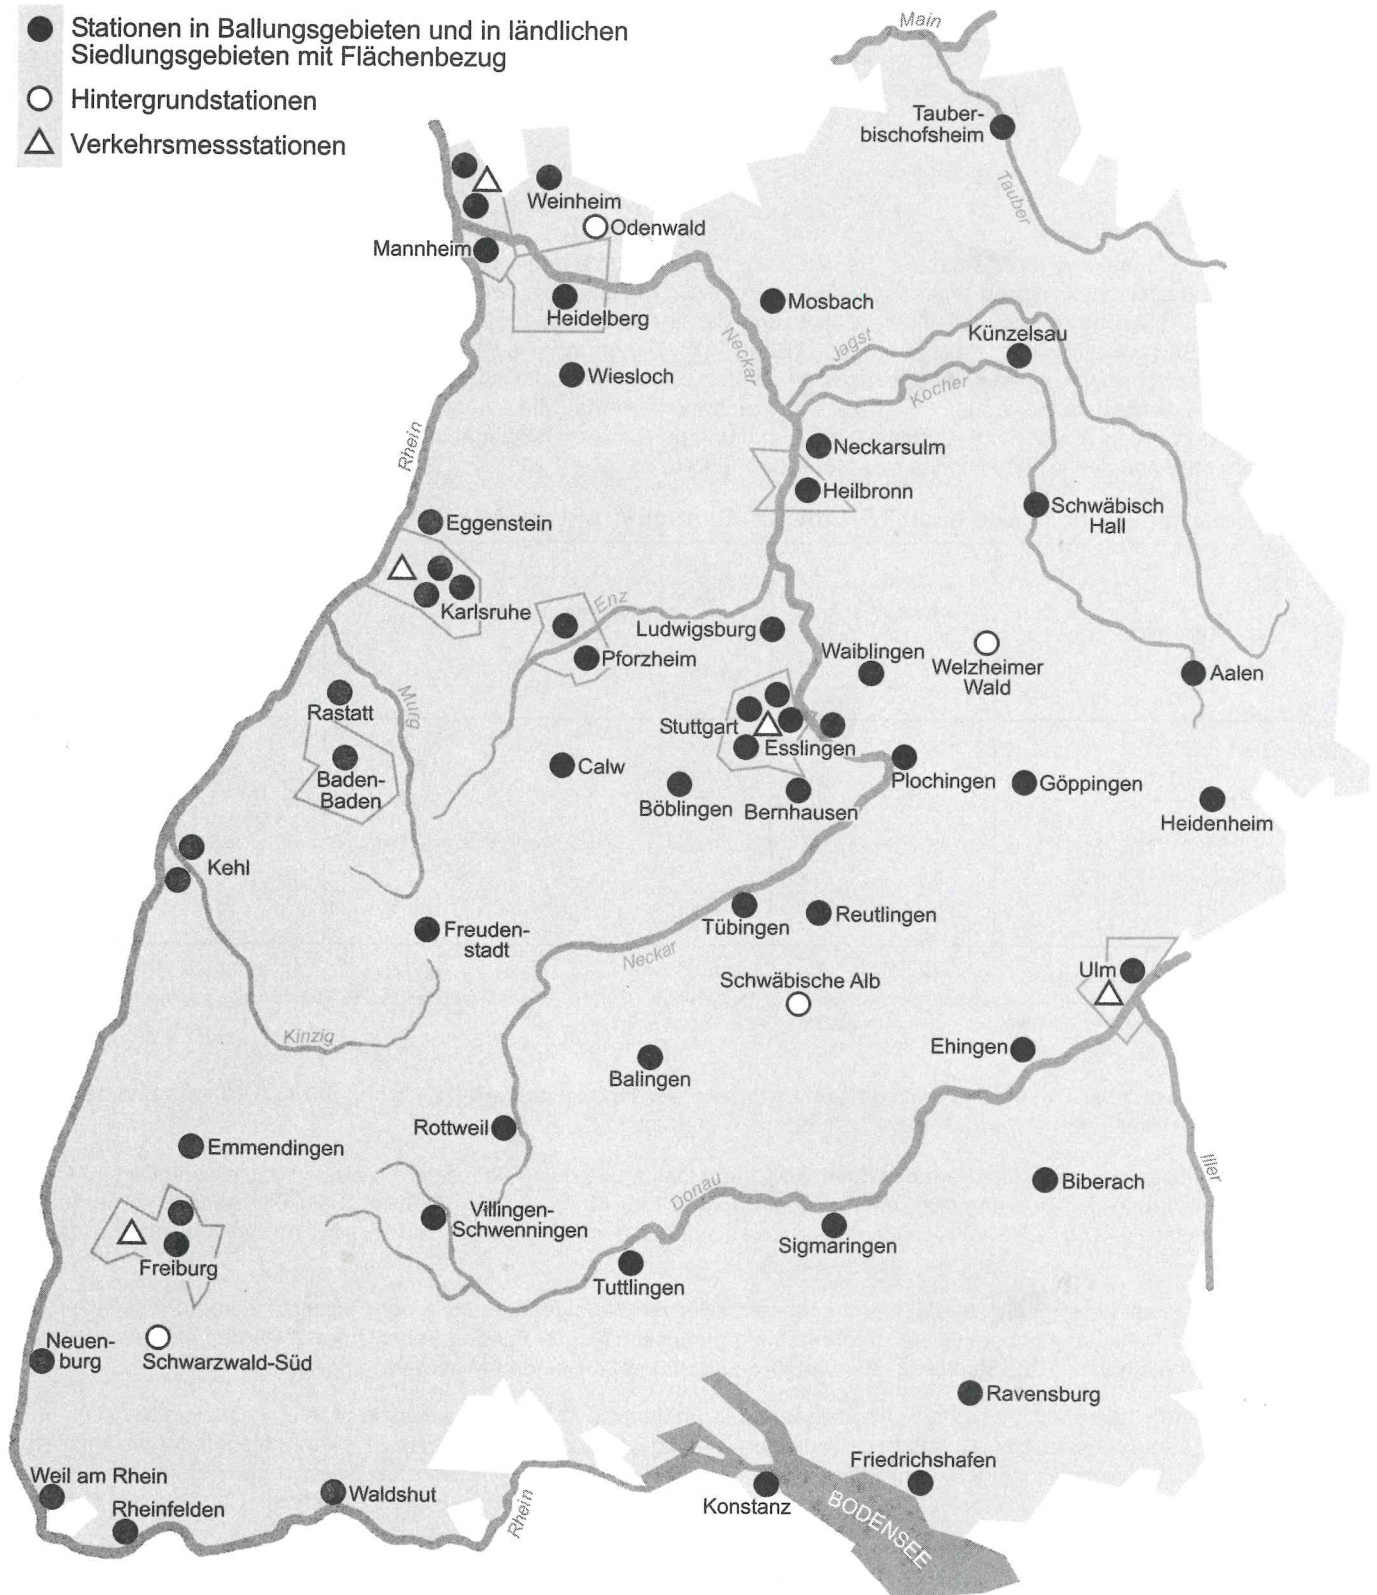 Stationen in Ballungsgebieten und in ländlichen
Siedlungsgebieten mit Flächenbezug
Hintergrundstationen
Verkehrsmessstationen
Main
Tauber-
bischofsheim
Tauber
Weinheim
Odenwald
Mannheim
Heidelberg
Mosbach
Neckar
Jagst
Künzelsau
Kocher
Wiesloch
Rhein
Neckarsulm
Heilbronn
Schwäbisch
Hall
Eggenstein
Karlsruhe
Enz
Ludwigsburg
Pforzheim
Waiblingen
Welzheimer
Wald
Aalen
Murg
Rastatt
Stuttgart
Esslingen
Baden-
Baden
Calw
Böblingen
Bernhausen
Plochingen
Göppingen
Heidenheim
Kehl
Freuden-
stadt
Tübingen
Reutlingen
Neckar
Schwäbische Alb
Ulm
Kinzig
Ehingen
Balingen
Rottweil
Emmendingen
Iller
Donau
Biberach
Villingen-
Schwenningen
Sigmaringen
Freiburg
Tuttlingen
Neuen-
burg
Schwarzwald-Süd
Ravensburg
Weil am Rhein
Friedrichshafen
Rheinfelden
Waldshut
Rhein
Konstanz
BODENSEE